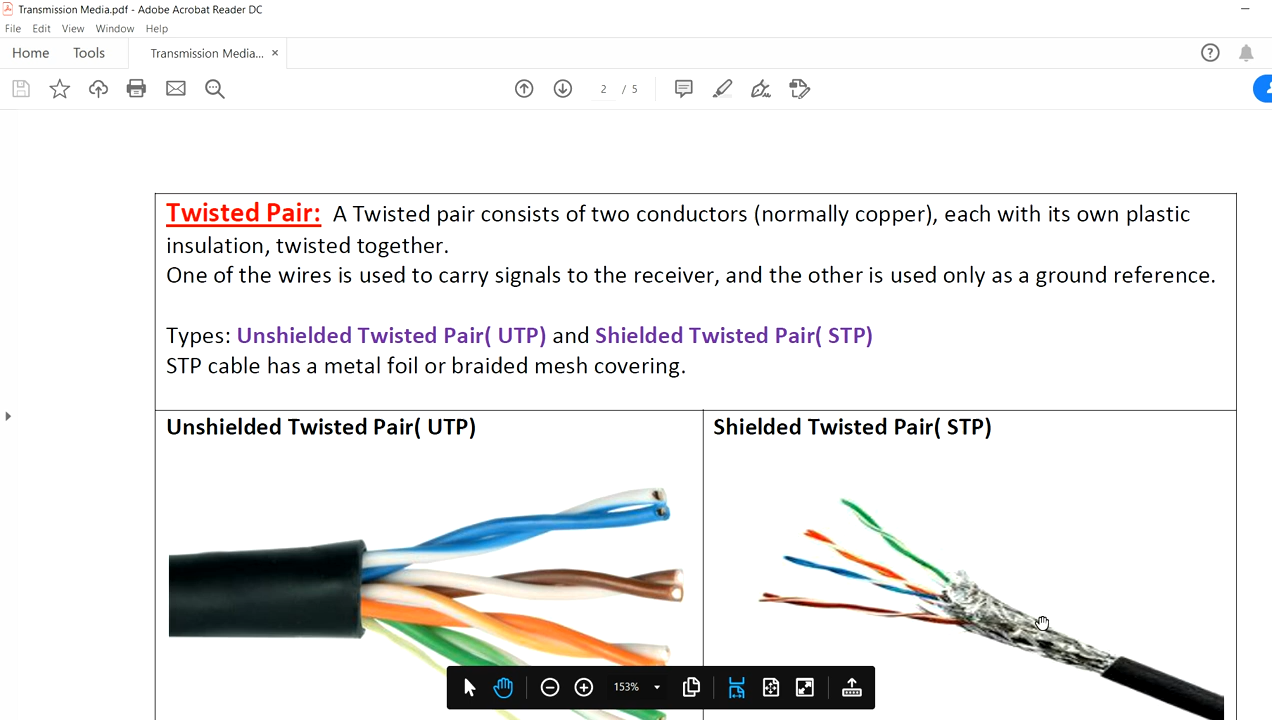 Transmission Media.pdf - Adobe Acrobat Reader DC
File Edit View Window Help
Home Tools Transmission Media... ×
2 / 5
Twisted Pair: A Twisted pair consists of two conductors (normally copper), each with its own plastic
insulation, twisted together.
One of the wires is used to carry signals to the receiver, and the other is used only as a ground reference.
Types: Unshielded Twisted Pair( UTP) and Shielded Twisted Pair( STP)
STP cable has a metal foil or braided mesh covering.
Unshielded Twisted Pair( UTP)
Shielded Twisted Pair( STP)
153%